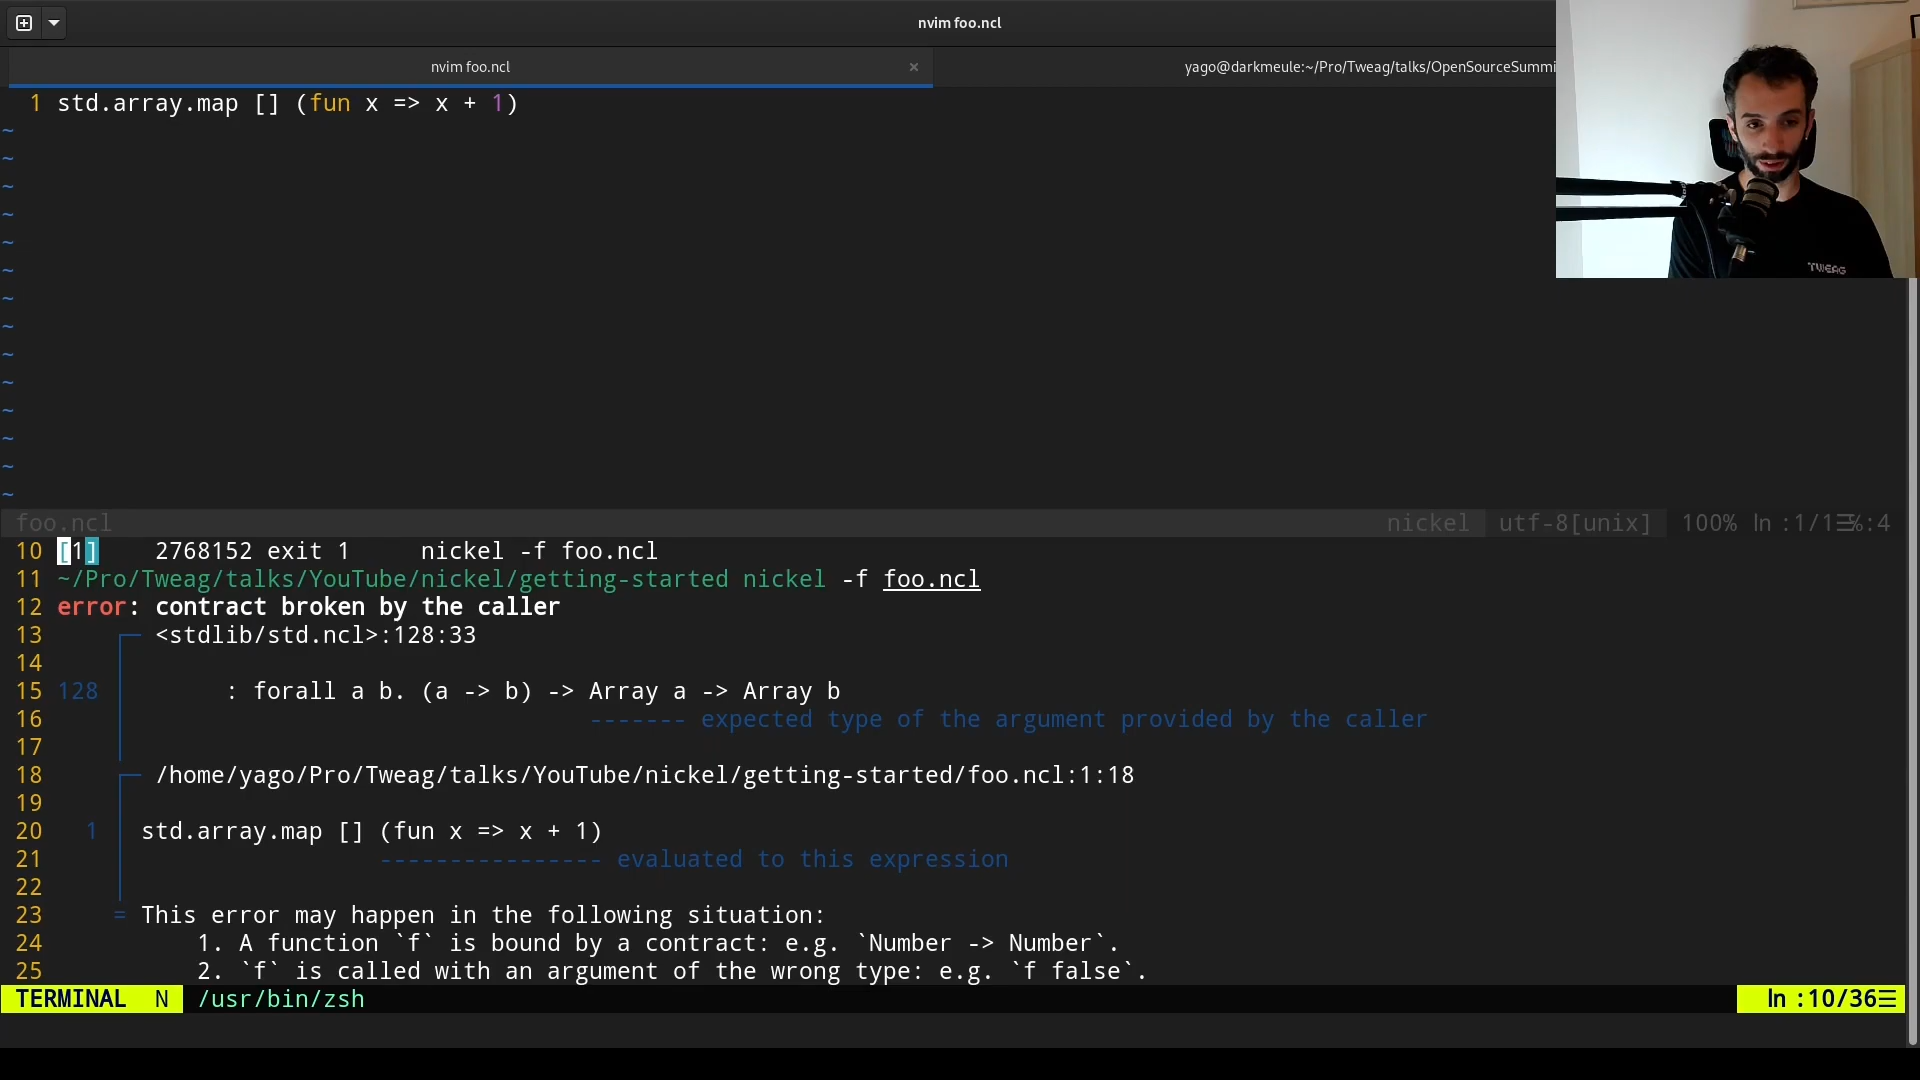 nvim foo.ncl
nvim foo.ncl ×
yago@darkmeule:~/Pro/Tweag/talks/OpenSourceSummi
1 std.array.map [] (fun x => x + 1)
~
~
~
~
~
~
~
~
~
~
~
~
~
~
TWEAG
foo.ncl nickel utf-8[unix] 100% ln :1/1☰%:4
10 [1] 2768152 exit 1 nickel -f foo.ncl
11 ~/Pro/Tweag/talks/YouTube/nickel/getting-started nickel -f foo.ncl
12 error: contract broken by the caller
13 ┌─ <stdlib/std.ncl>:128:33
14 │
15 128 │ : forall a b. (a -> b) -> Array a -> Array b
16 │ ------- expected type of the argument provided by the caller
17 │
18 ┌─ /home/yago/Pro/Tweag/talks/YouTube/nickel/getting-started/foo.ncl:1:18
19 │
20 1 │ std.array.map [] (fun x => x + 1)
21 │ ---------------- evaluated to this expression
22 │
23 = This error may happen in the following situation:
24 1. A function `f` is bound by a contract: e.g. `Number -> Number`.
25 2. `f` is called with an argument of the wrong type: e.g. `f false`.
TERMINAL N /usr/bin/zsh ln :10/36☰